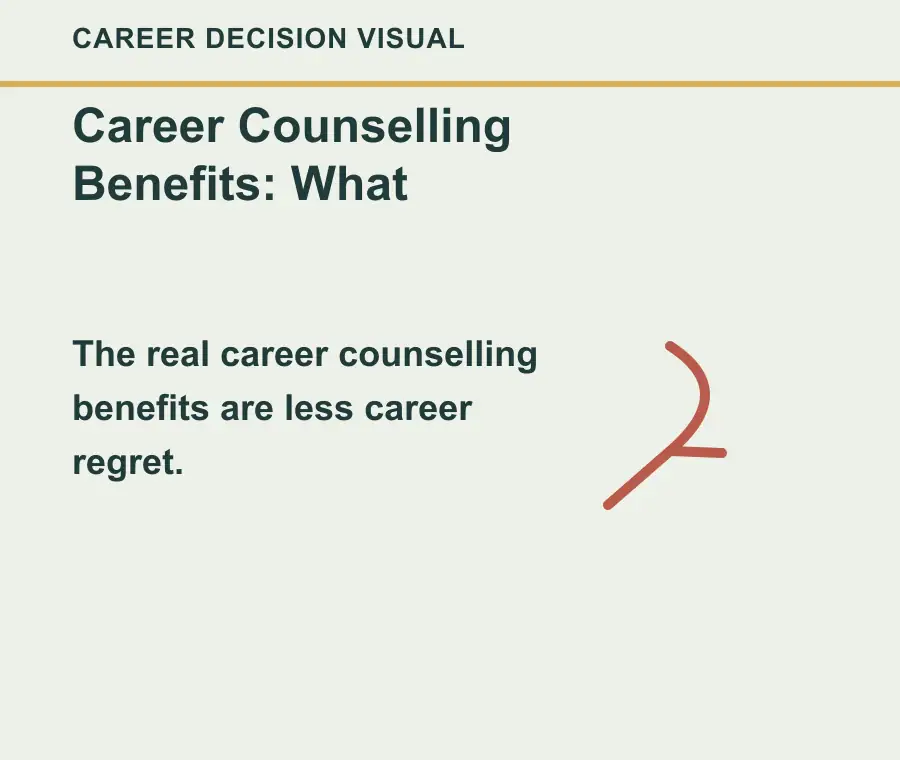 CAREER DECISION VISUAL
Career Counselling
Benefits: What
The real career counselling
benefits are less career
regret.